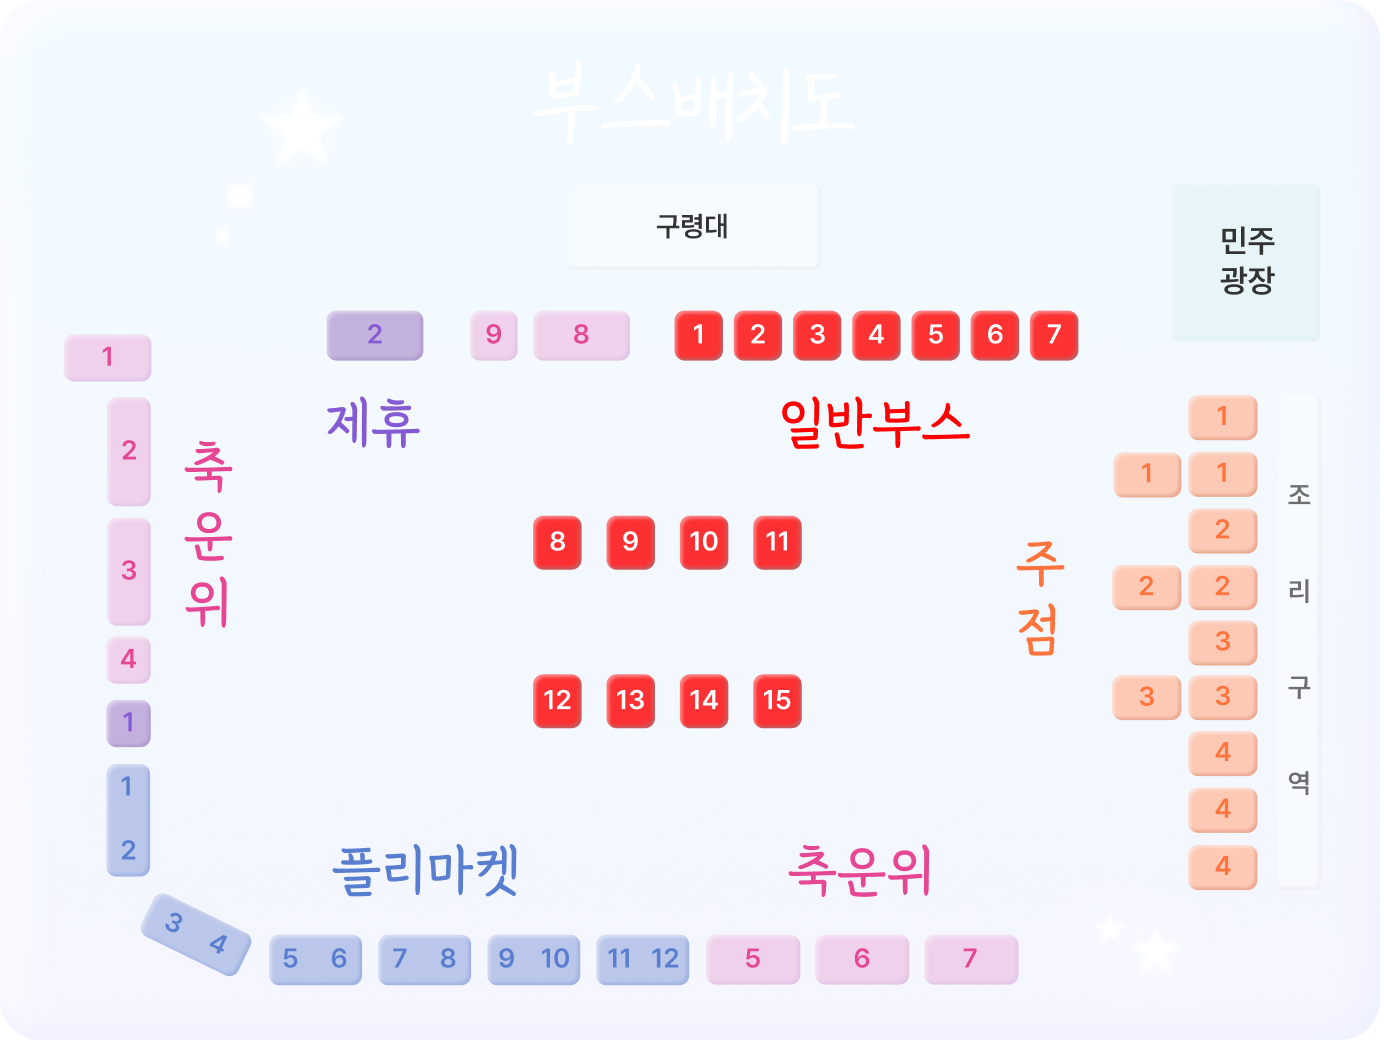 부스배치도
구령대
민주
광장
2 9 8 1 2 3 4 5 6 7
제휴
일반부스
1
2
3
4
1
1
2
축
운
위
8 9 10 11
12 13 14 15
주
점
1
1 1
2
2 2
3
3 3
4
4
4
조
리
구
역
플리마켓
축운위
3 4
5 6 7 8 9 10 11 12 5 6 7